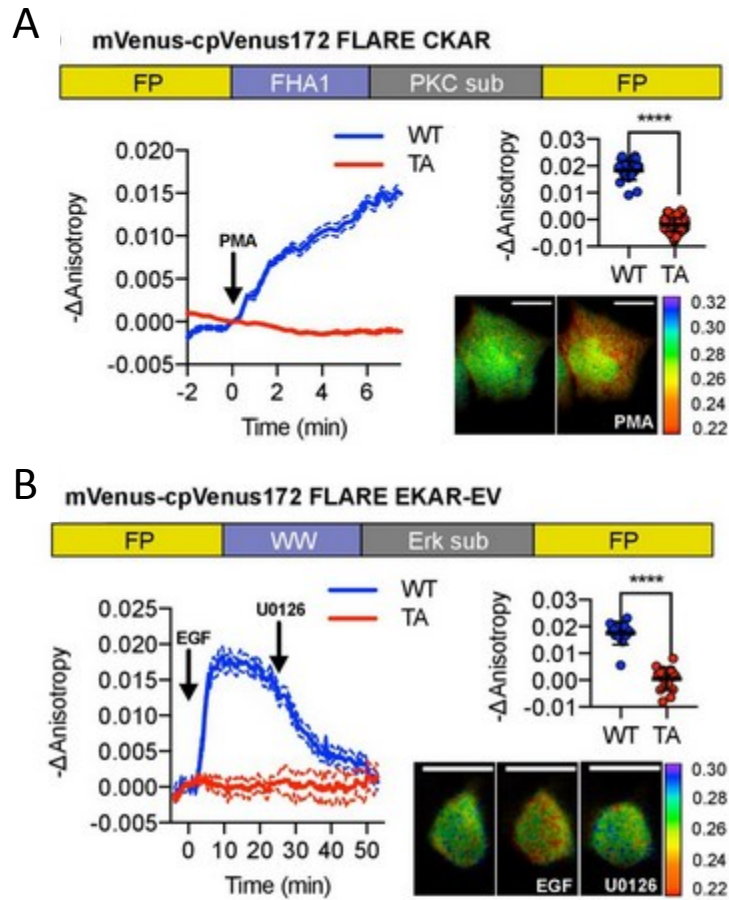 A
mVenus-cpVenus172 FLARE CKAR
FP FHA1 PKC sub FP
WT
TA
0.020
0.015
0.010
0.005
0.000
-0.005
-ΔAnisotropy
PMA
-2 0 2 4 6
Time (min)
****
0.03
0.02
0.01
0.00
-0.01
-ΔAnisotropy
WT TA
PMA
0.32
0.30
0.28
0.26
0.24
0.22
B
mVenus-cpVenus172 FLARE EKAR-EV
FP WW Erk sub FP
WT
TA
0.025
0.020
0.015
0.010
0.005
0.000
-0.005
-ΔAnisotropy
EGF
U0126
0 10 20 30 40 50
Time (min)
****
0.03
0.02
0.01
0.00
-0.01
-ΔAnisotropy
WT TA
EGF
U0126
0.30
0.28
0.26
0.24
0.22